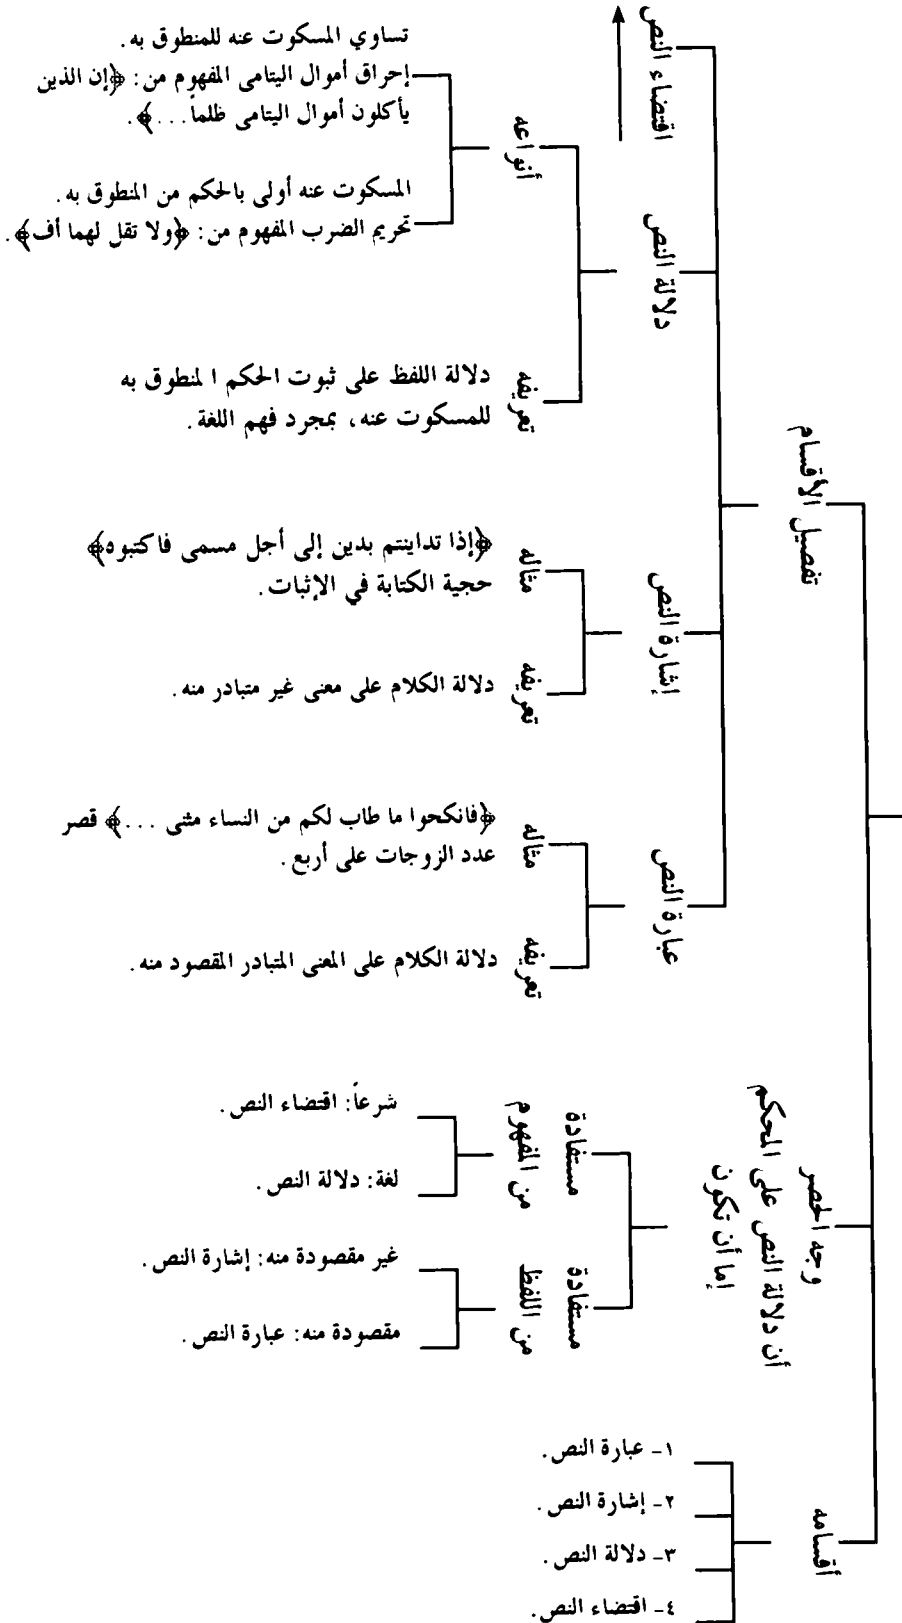 أقسامه
١- عبارة النص.
٢- إشارة النص.
٣- دلالة النص.
٤- اقتضاء النص.
وجه الحصر
أن دلالة النص على المحكم
إما أن تكون
مستفادة
من اللفظ
مقصودة منه: عبارة النص.
غير مقصودة منه: إشارة النص.
مستفادة
من المفهوم
لغة: دلالة النص.
شرعاً: اقتضاء النص.
تفصيل الأقسام
عبارة النص
تعريفه
دلالة الكلام على المعنى المتبادر المقصود منه.
مثاله
﴿فانكحوا ما طاب لكم من النساء مثنى ...﴾ قصر
عدد الزوجات على أربع.
إشارة النص
تعريفه
دلالة الكلام على معنى غير متبادر منه.
مثاله
﴿إذا تداينتم بدين إلى أجل مسمى فاكتبوه﴾
حجية الكتابة في الإثبات.
دلالة النص
تعريفه
دلالة اللفظ على ثبوت الحكم ا لمنطوق به
للمسكوت عنه، بمجرد فهم اللغة.
أنواعه
المسكوت عنه أولى بالحكم من المنطوق به.
تحريم الضرب المفهوم من: ﴿ولا تقل لهما أف﴾.
تساوي المسكوت عنه للمنطوق به.
إحراق أموال اليتامى المفهوم من: ﴿إن الذين
يأكلون أموال اليتامى ظلماً...﴾.
اقتضاء النص